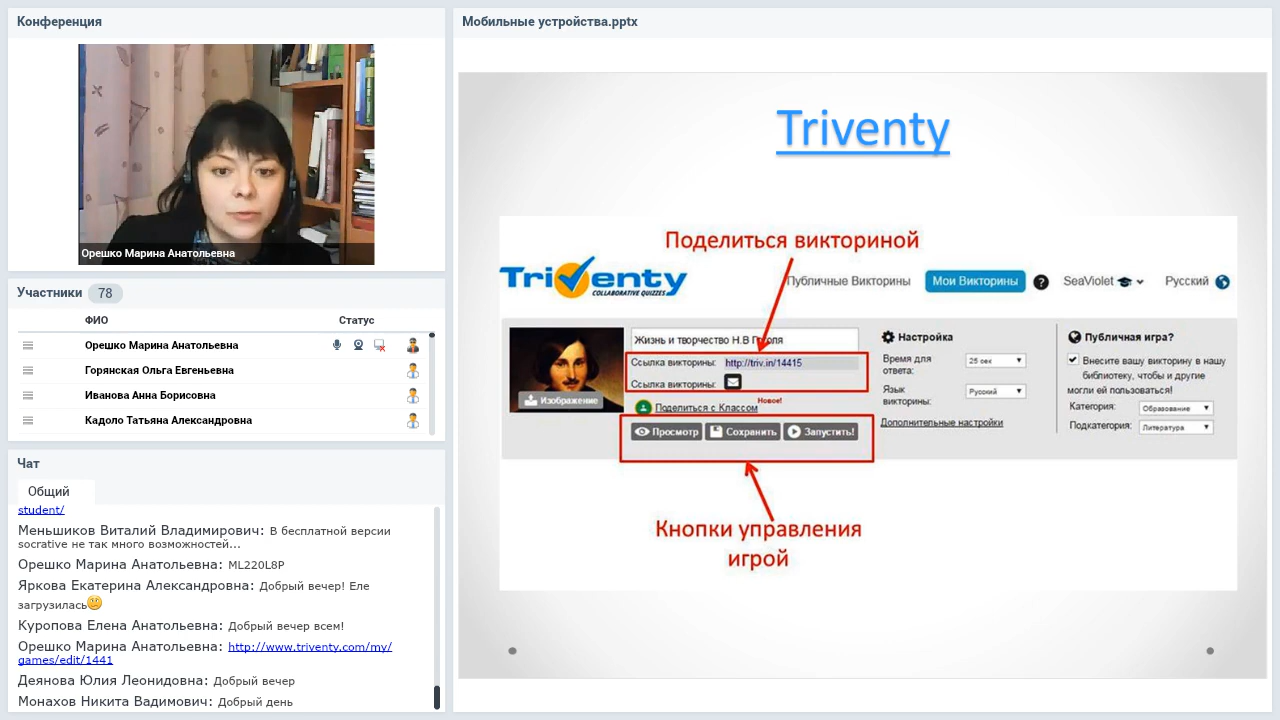 Конференция
Орешко Марина Анатольевна
Участники 78
ФИО Статус
Орешко Марина Анатольевна
Горянская Ольга Евгеньевна
Иванова Анна Борисовна
Кадоло Татьяна Александровна
Чат
Общий
student/
Меньшиков Виталий Владимирович: В бесплатной версии
socrative не так много возможностей...
Орешко Марина Анатольевна: ML220L8P
Яркова Екатерина Александровна: Добрый вечер! Еле
загрузилась
Куропова Елена Анатольевна: Добрый вечер всем!
Орешко Марина Анатольевна: http://www.triventy.com/my/
games/edit/1441
Деянова Юлия Леонидовна: Добрый вечер
Монахов Никита Вадимович: Добрый день
Мобильные устройства.pptx
Triventy
Поделиться викториной
Triventy
COLLABORATIVE QUIZZES
Публичные Викторины Мои Викторины ? SeaViolet Русский
Изображение
Жизнь и творчество Н.В Гоголя
Ссылка викторины: http://triv.in/14415
Ссылка викторины:
Новое!
Поделиться с Классом
Просмотр Сохранить Запустить!
Настройка
Время для
ответа: 25 сек
Язык
викторины: Русский
Дополнительные настройки
Публичная игра?
Внесите вашу викторину в нашу
библиотеку, чтобы и другие
могли ей пользоваться!
Категория: Образование
Подкатегория: Литература
Кнопки управления
игрой